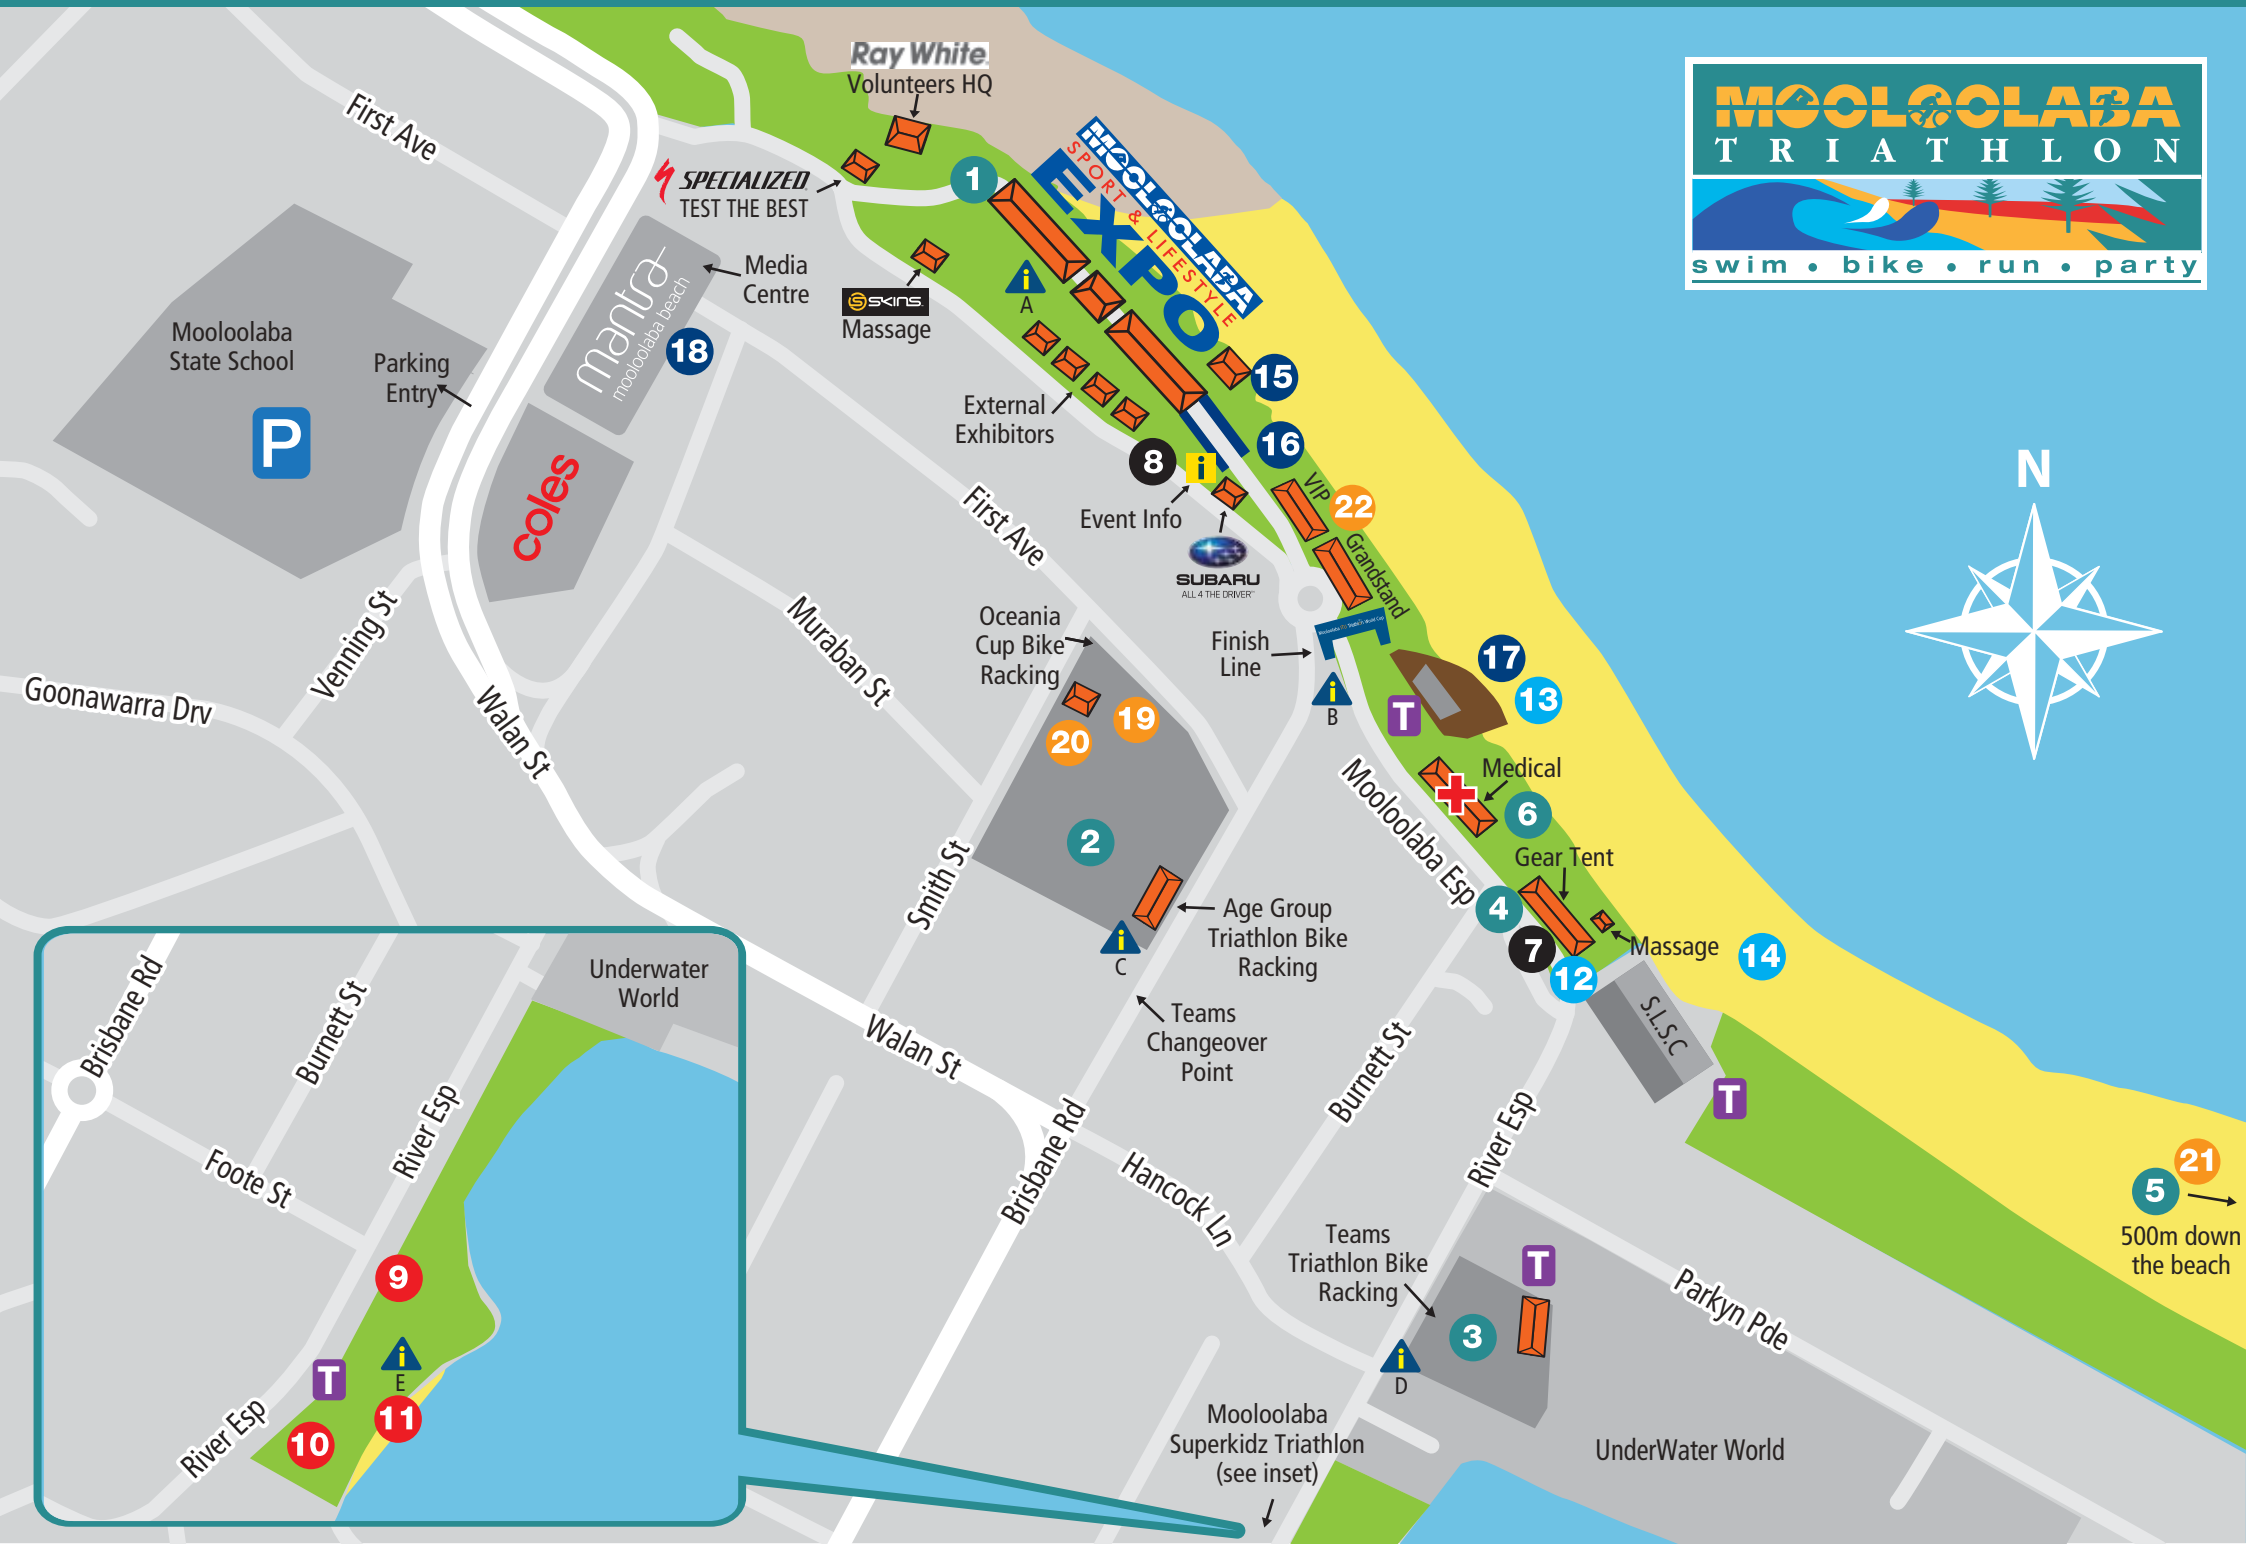 Ray White
Volunteers HQ
MOOLOOLABA
TRIATHLON
swim • bike • run • party
First Ave
SPECIALIZED
TEST THE BEST
1
MOOLOOLABA
SPORT & LIFESTYLE
EXPO
mantra
mooloolaba beach
Media
Centre
SKINS
Massage
i
A
Mooloolaba
State School
Parking
Entry
P
18
15
External
Exhibitors
16
coles
8
i
Event Info
VIP
22
Grandstand
N
First Ave
SUBARU
ALL 4 THE DRIVER
Venning St
Muraban St
Oceania
Cup Bike
Racking
Finish
Line
17
13
i
B
T
Goonawarra Drv
Walan St
19
20
Medical
6
Mooloolaba Esp
2
Gear Tent
Smith St
Age Group
Triathlon Bike
Racking
i
C
4
7
12
Massage
14
S.L.S.C
Teams
Changeover
Point
Walan St
Burnett St
T
Brisbane Rd
River Esp
Hancock Ln
21
5
500m down
the beach
Teams
Triathlon Bike
Racking
T
3
i
D
Parkyn Pde
Mooloolaba
Superkidz Triathlon
(see inset)
UnderWater World
Underwater
World
Brisbane Rd
Burnett St
River Esp
Foote St
9
i
E
T
11
10
River Esp